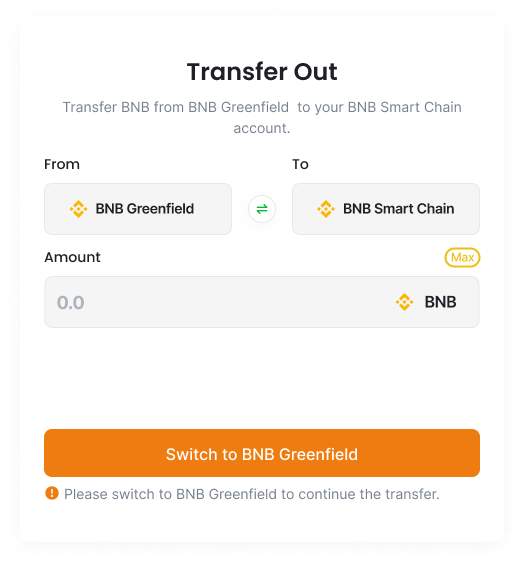 Transfer Out
Transfer BNB from BNB Greenfield to your BNB Smart Chain
account.
From
To
BNB Greenfield
BNB Smart Chain
Amount
Max
0.0
BNB
Switch to BNB Greenfield
Please switch to BNB Greenfield to continue the transfer.